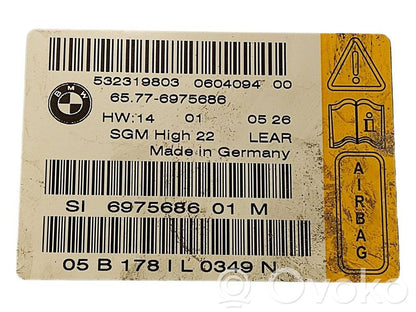 532319803 0604094 00
BMW
65.77-6975686
HW:14 01 05 26
SGM High 22 LEAR
Made in Germany
SI 6975686 01 M
05 B 178 I L 0349 N
AIRBAG
Ovoko